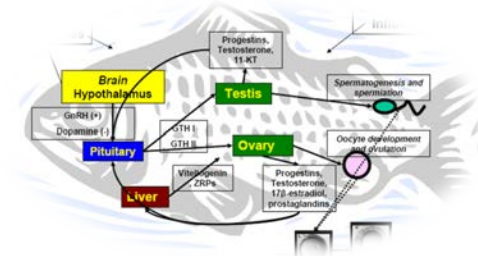 Progestins,
Testosterone,
11-KT
Brain
Hypothalamus
Testis
Spermatogenesis and
spermiation
GnRH (+)
Dopamine (-)
GTH I
GTH II
Pituitary
Ovary
Oocyte development
and ovulation
Liver
Vitellogenin
, ZRPs
Progestins,
Testosterone,
17β-estradiol,
prostaglandins